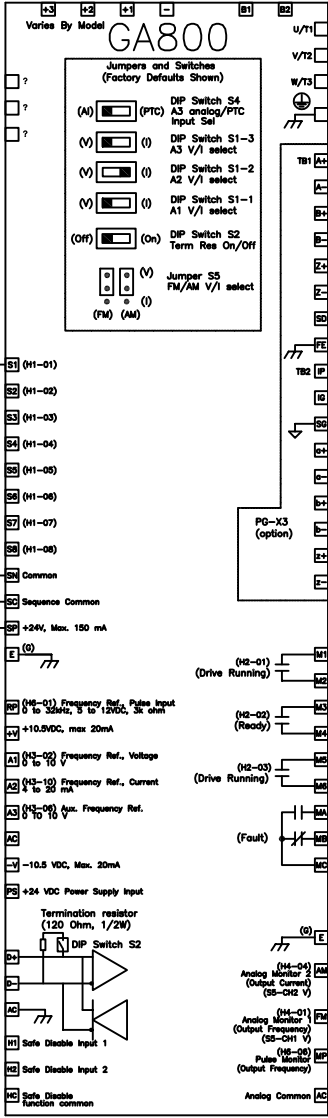 +3 +2 +1 − B1 B2
Varies By Model
GA800
U/T1
V/T2
W/T3
?
?
?
Jumpers and Switches
(Factory Defaults Shown)
(AI) (PTC) DIP Switch S4
A3 analog/PTC
Input Sel
(V) (I) DIP Switch S1-3
A3 V/I select
(V) (I) DIP Switch S1-2
A2 V/I select
(V) (I) DIP Switch S1-1
A1 V/I select
(Off) (On) DIP Switch S2
Term Res On/Off
(V) Jumper S5
FM/AM V/I select
(I)
(FM) (AM)
TB1 A+
A-
B+
B-
Z+
Z-
SD
FE
TB2 IP
IG
SG
a+
a-
b+
b-
z+
z-
PG-X3
(option)
S1 (H1-01)
S2 (H1-02)
S3 (H1-03)
S4 (H1-04)
S5 (H1-05)
S6 (H1-06)
S7 (H1-07)
S8 (H1-08)
SN Common
SC Sequence Common
SP +24V, Max. 150 mA
E (G)
RP (H6-01) Frequency Ref., Pulse Input
0 to 32kHz, 5 to 12VDC, 3k ohm
+V +10.5VDC, max 20mA
A1 (H3-02) Frequency Ref., Voltage
0 to 10 V
A2 (H3-10) Frequency Ref., Current
4 to 20 mA
A3 (H3-06) Aux. Frequency Ref.
0 TO 10 V
AC
-V -10.5 VDC, Max. 20mA
PS +24 VDC Power Supply Input
Termination resistor
(120 Ohm, 1/2W)
DIP Switch S2
D+
D-
AC
H1 Safe Disable Input 1
H2 Safe Disable Input 2
HC Safe Disable
function common
(H2-01)
(Drive Running)
M1
M2
(H2-02)
(Ready)
M3
M4
(H2-03)
(Drive Running)
M5
M6
(Fault)
MA
MB
MC
(G) E
(H4-04)
Analog Monitor 2 AM
(Output Current)
(S5-CH2 V)
(H4-01)
Analog Monitor 1 FM
(Output Frequency)
(S5-CH1 V)
(H6-06)
Pulse Monitor MP
(Output Frequency)
Analog Common AC